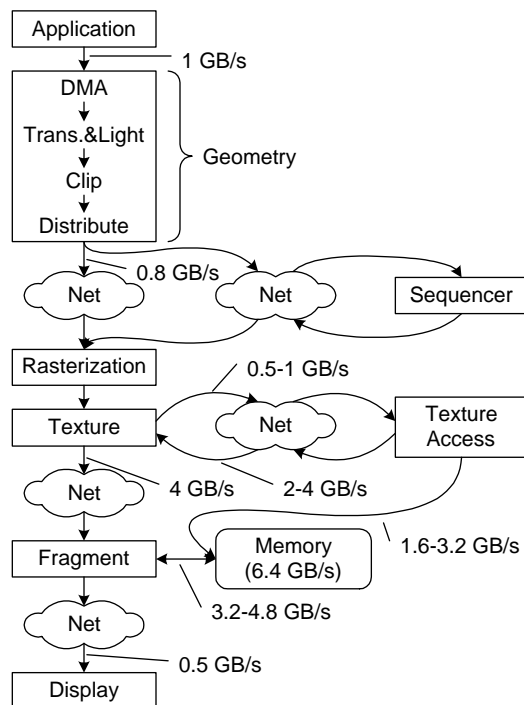 Application
1 GB/s
DMA
Trans.&Light
Clip
Distribute
Geometry
0.8 GB/s
Net
Net
Sequencer
Rasterization
0.5-1 GB/s
Texture
Net
Texture
Access
4 GB/s
2-4 GB/s
Net
1.6-3.2 GB/s
Fragment
Memory
(6.4 GB/s)
3.2-4.8 GB/s
Net
0.5 GB/s
Display